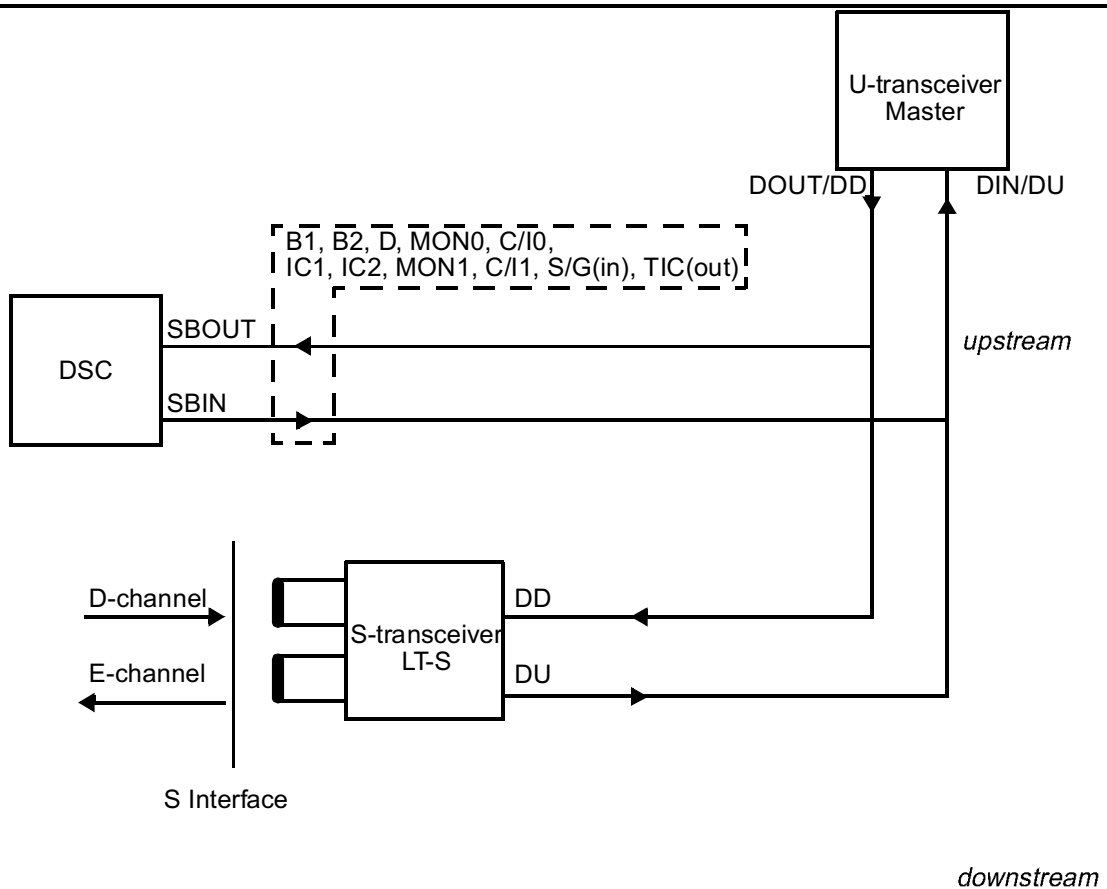 U-transceiver
Master
DOUT/DD
DIN/DU
B1, B2, D, MON0, C/I0,
IC1, IC2, MON1, C/I1, S/G(in), TIC(out)
SBOUT
upstream
DSC
SBIN
D-channel
DD
S-transceiver
LT-S
E-channel
DU
S Interface
downstream